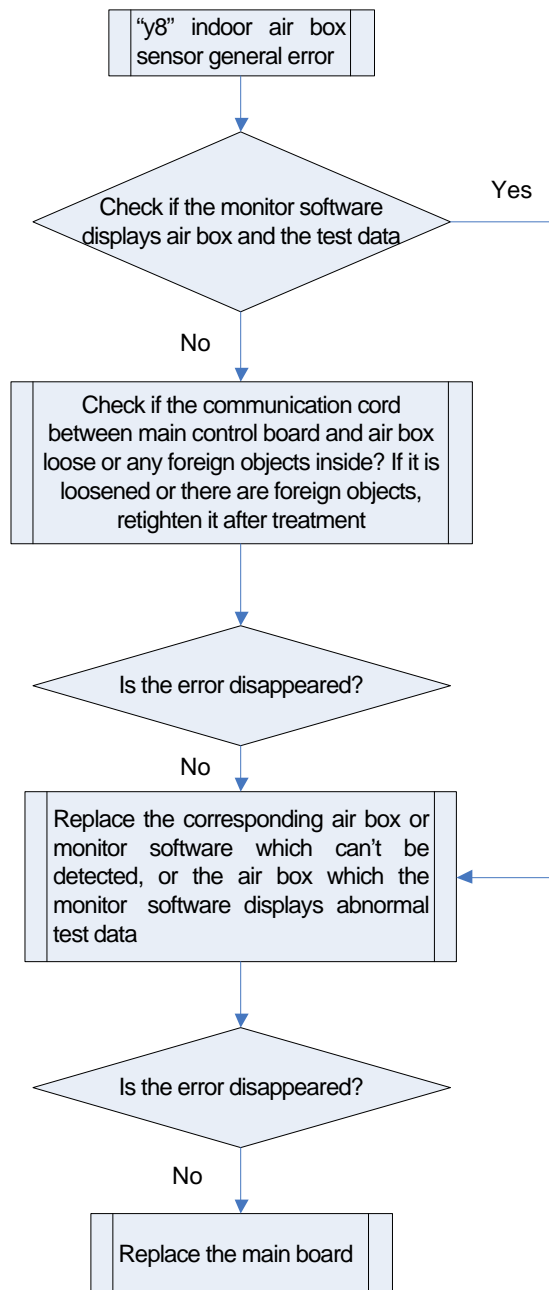 “y8” indoor air box
sensor general error
Check if the monitor software
displays air box and the test data
Yes
No
Check if the communication cord
between main control board and air box
loose or any foreign objects inside? If it is
loosened or there are foreign objects,
retighten it after treatment
Is the error disappeared?
No
Replace the corresponding air box or
monitor software which can't be
detected, or the air box which the
monitor software displays abnormal
test data
Is the error disappeared?
No
Replace the main board